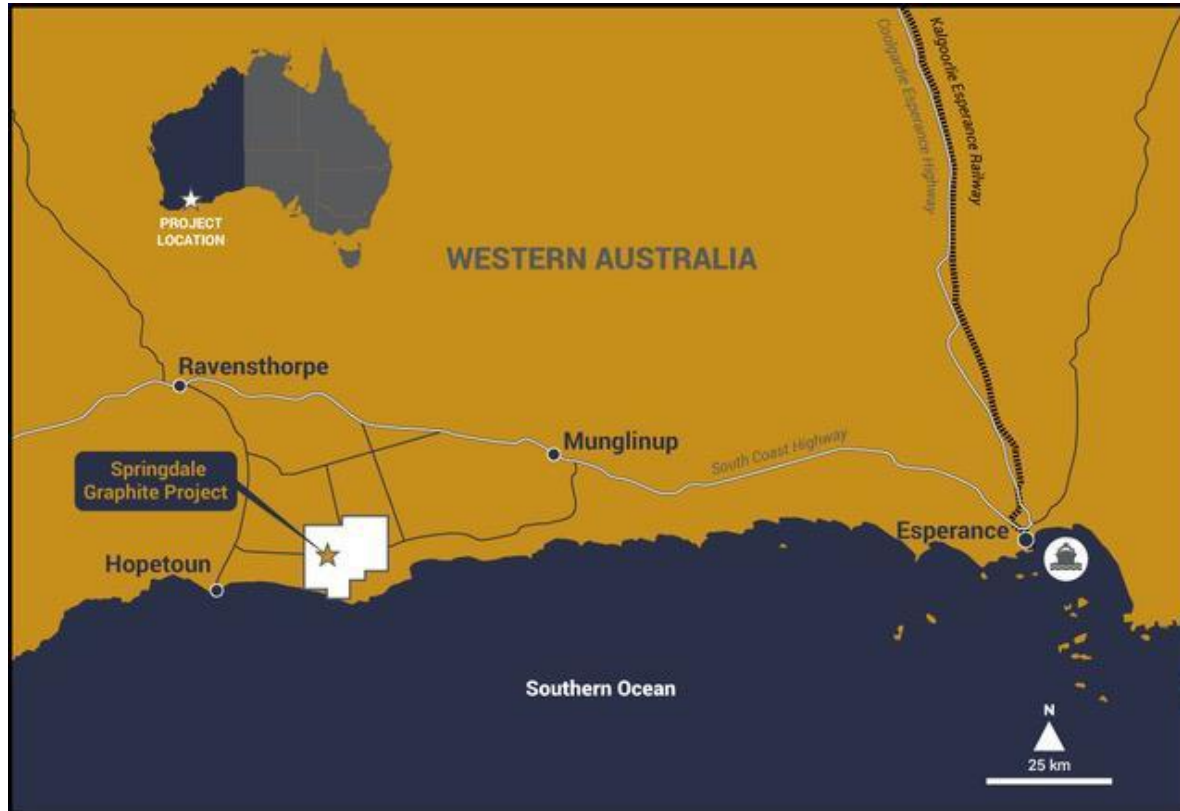 Coolgardie Esperance Highway
Kalgoorlie Esperance Railway
PROJECT
LOCATION
WESTERN AUSTRALIA
Ravensthorpe
Munglinup
South Coast Highway
Springdale
Graphite Project
Esperance
Hopetoun
Southern Ocean
N
25 km